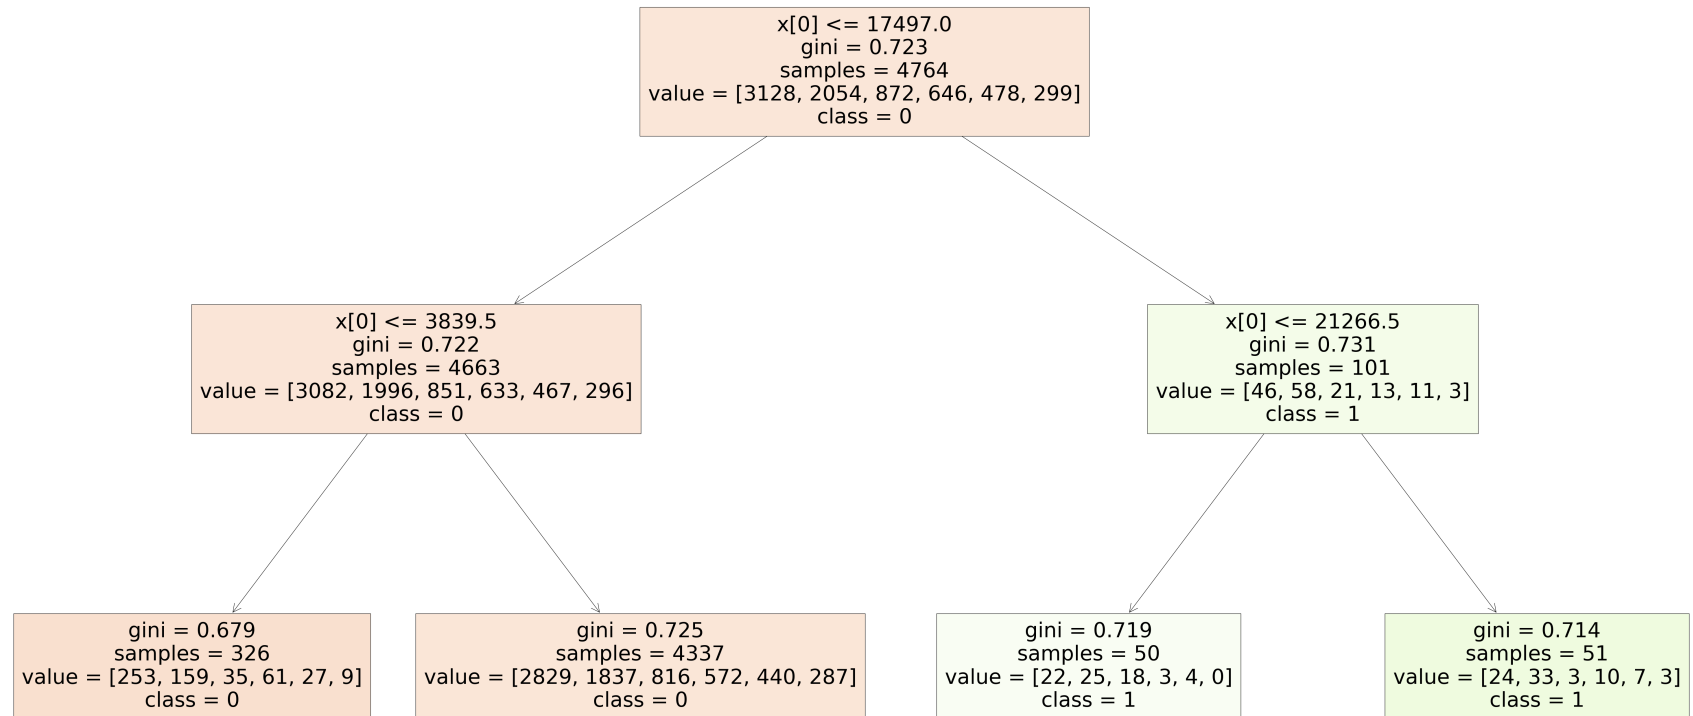 x[0] <= 17497.0
gini = 0.723
samples = 4764
value = [3128, 2054, 872, 646, 478, 299]
class = 0
x[0] <= 3839.5
gini = 0.722
samples = 4663
value = [3082, 1996, 851, 633, 467, 296]
class = 0
x[0] <= 21266.5
gini = 0.731
samples = 101
value = [46, 58, 21, 13, 11, 3]
class = 1
gini = 0.679
samples = 326
value = [253, 159, 35, 61, 27, 9]
class = 0
gini = 0.725
samples = 4337
value = [2829, 1837, 816, 572, 440, 287]
class = 0
gini = 0.719
samples = 50
value = [22, 25, 18, 3, 4, 0]
class = 1
gini = 0.714
samples = 51
value = [24, 33, 3, 10, 7, 3]
class = 1